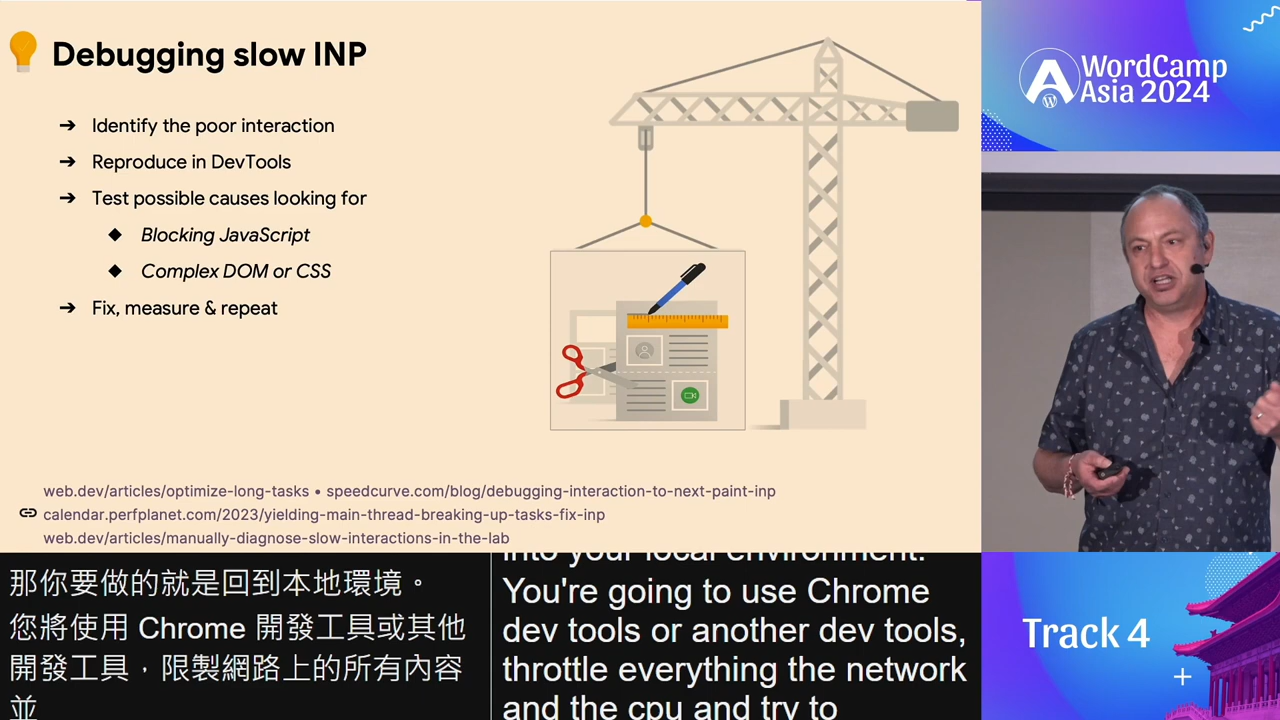 Debugging slow INP
➔ Identify the poor interaction
➔ Reproduce in DevTools
➔ Test possible causes looking for
◆ Blocking JavaScript
◆ Complex DOM or CSS
➔ Fix, measure & repeat
web.dev/articles/optimize-long-tasks • speedcurve.com/blog/debugging-interaction-to-next-paint-inp
calendar.perfplanet.com/2023/yielding-main-thread-breaking-up-tasks-fix-inp
web.dev/articles/manually-diagnose-slow-interactions-in-the-lab
WordCamp
Asia 2024
那你要做的就是回到本地環境。
您將使用 Chrome 開發工具或其他
開發工具，限製網路上的所有內容
並
into your local environment.
You're going to use Chrome
dev tools or another dev tools,
throttle everything the network
and the cpu and try to
Track 4